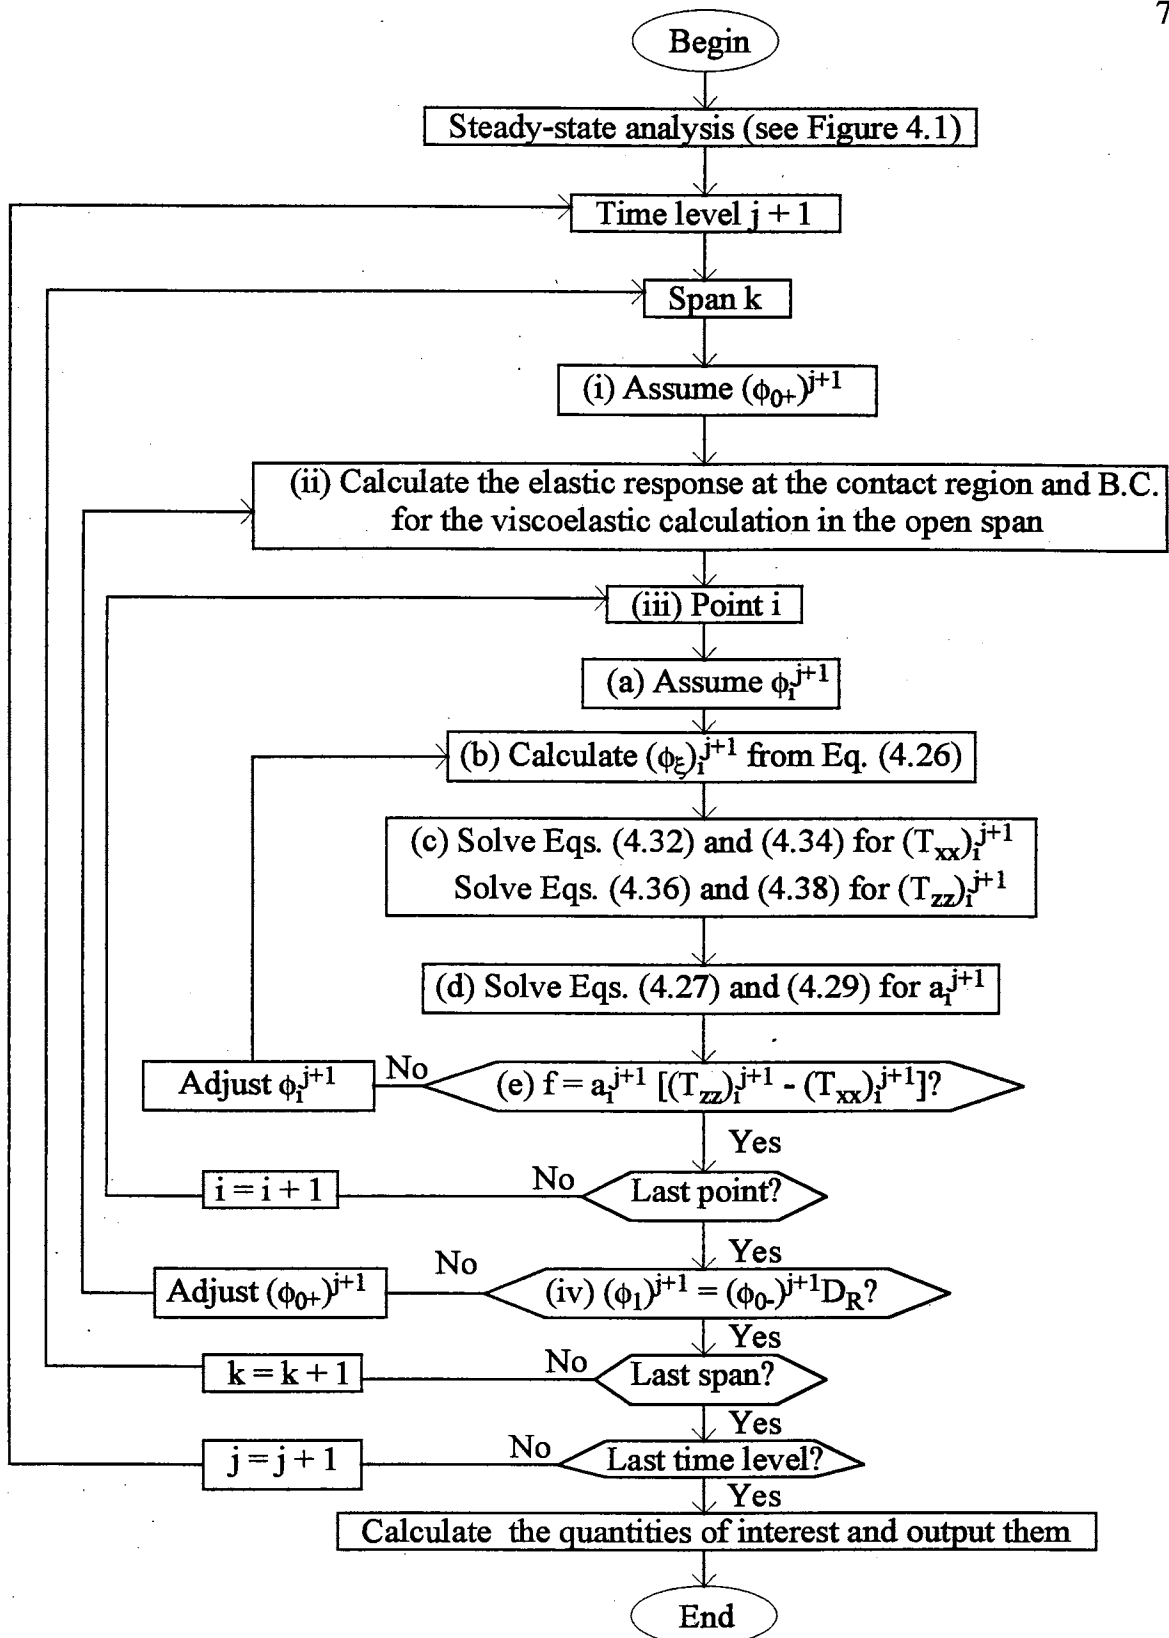 7
Begin
Steady-state analysis (see Figure 4.1)
Time level j + 1
Span k
(i) Assume (ϕ₀₊)ʲ⁺¹
(ii) Calculate the elastic response at the contact region and B.C.
for the viscoelastic calculation in the open span
(iii) Point i
(a) Assume ϕᵢʲ⁺¹
(b) Calculate (ϕ_ξ)ᵢʲ⁺¹ from Eq. (4.26)
(c) Solve Eqs. (4.32) and (4.34) for (Tₓₓ)ᵢʲ⁺¹
Solve Eqs. (4.36) and (4.38) for (T_zz)ᵢʲ⁺¹
(d) Solve Eqs. (4.27) and (4.29) for aᵢʲ⁺¹
Adjust ϕᵢʲ⁺¹
No
(e) f = aᵢʲ⁺¹ [(T_zz)ᵢʲ⁺¹ - (Tₓₓ)ᵢʲ⁺¹]?
Yes
i = i + 1
No
Last point?
Yes
Adjust (ϕ₀₊)ʲ⁺¹
No
(iv) (ϕ₁)ʲ⁺¹ = (ϕ₀₋)ʲ⁺¹D_R?
Yes
k = k + 1
No
Last span?
Yes
j = j + 1
No
Last time level?
Yes
Calculate the quantities of interest and output them
End